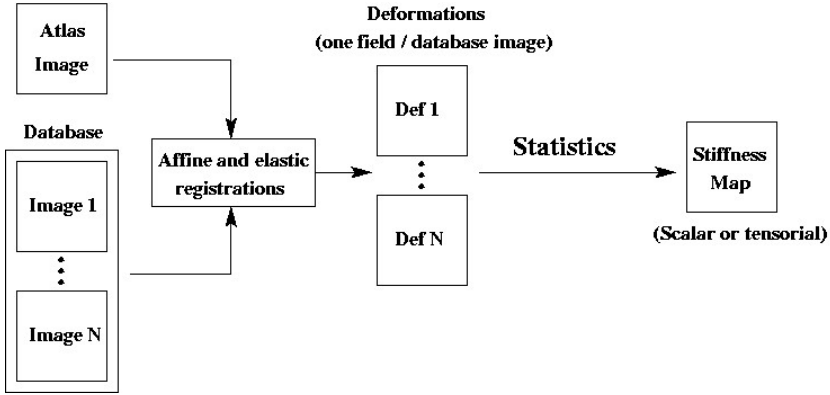 Atlas
Image
Database
Image 1
Image N
Affine and elastic
registrations
Deformations
(one field / database image)
Def 1
Def N
Statistics
Stiffness
Map
(Scalar or tensorial)